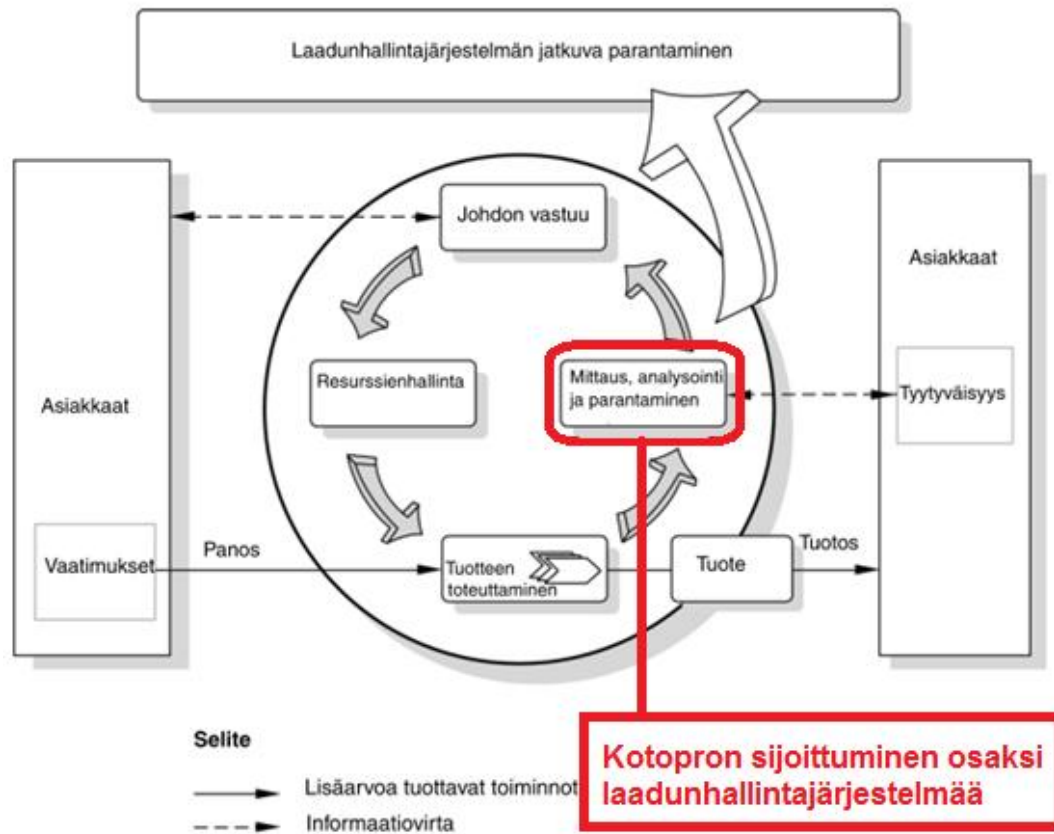 Laadunhallintajärjestelmän jatkuva parantaminen
Johdon vastuu
Asiakkaat
Asiakkaat
Resurssienhallinta
Mittaus, analysointi
ja parantaminen
Tyytyväisyys
Vaatimukset
Panos
Tuotteen
toteuttaminen
Tuote
Tuotos
Selite
Lisäarvoa tuottavat toiminnot
Informaatiovirta
Kotopron sijoittuminen osaksi
laadunhallintajärjestelmää